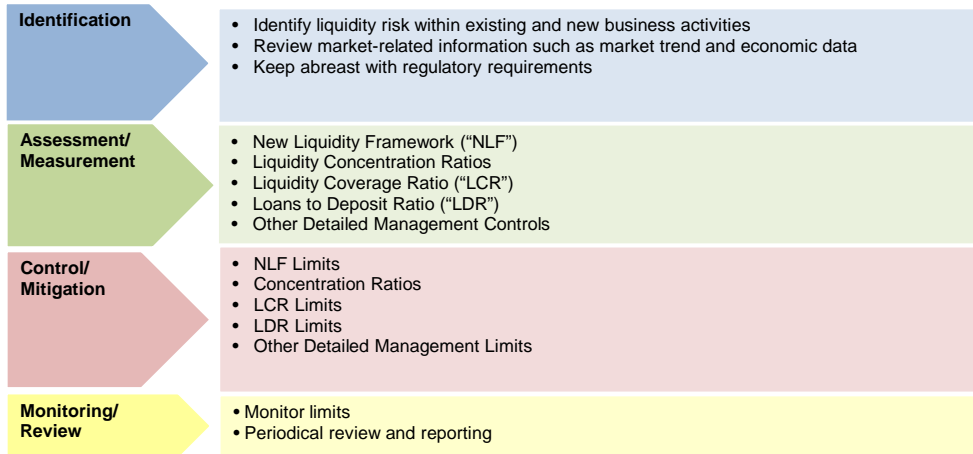 Identification
• Identify liquidity risk within existing and new business activities
• Review market-related information such as market trend and economic data
• Keep abreast with regulatory requirements
Assessment/
Measurement
• New Liquidity Framework (“NLF”)
• Liquidity Concentration Ratios
• Liquidity Coverage Ratio (“LCR”)
• Loans to Deposit Ratio (“LDR”)
• Other Detailed Management Controls
Control/
Mitigation
• NLF Limits
• Concentration Ratios
• LCR Limits
• LDR Limits
• Other Detailed Management Limits
Monitoring/
Review
• Monitor limits
• Periodical review and reporting